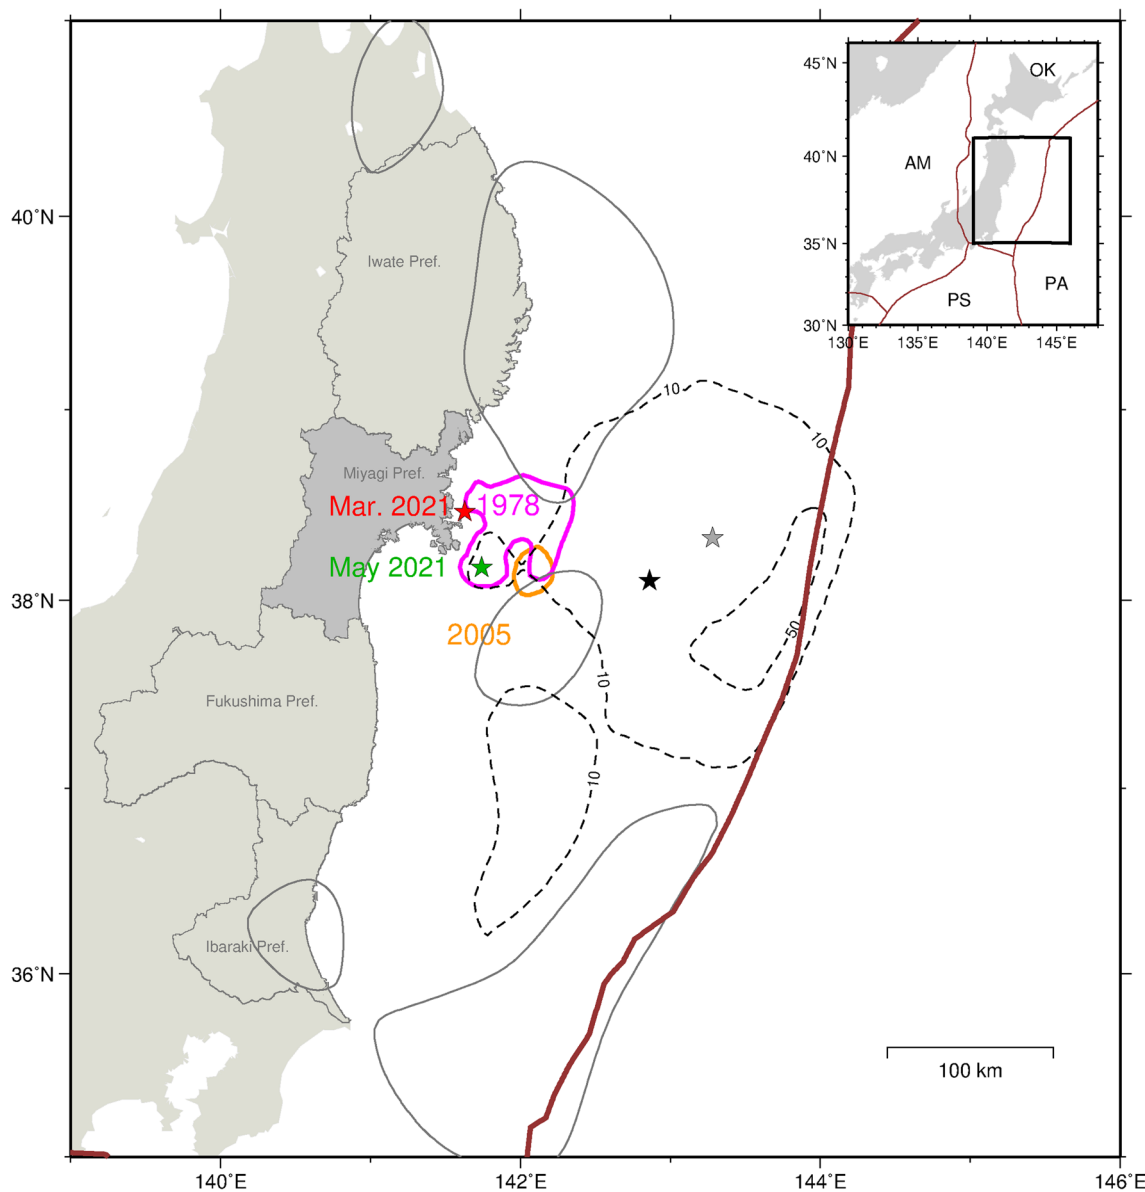 45°N
OK
40°N
AM
35°N
PS
PA
30°N
130°E
135°E
140°E
145°E
40°N
Iwate Pref.
10
10
Miyagi Pref.
Mar. 2021
1978
May 2021
38°N
2005
50
10
Fukushima Pref.
10
Ibaraki Pref.
36°N
100 km
140°E
142°E
144°E
146°E